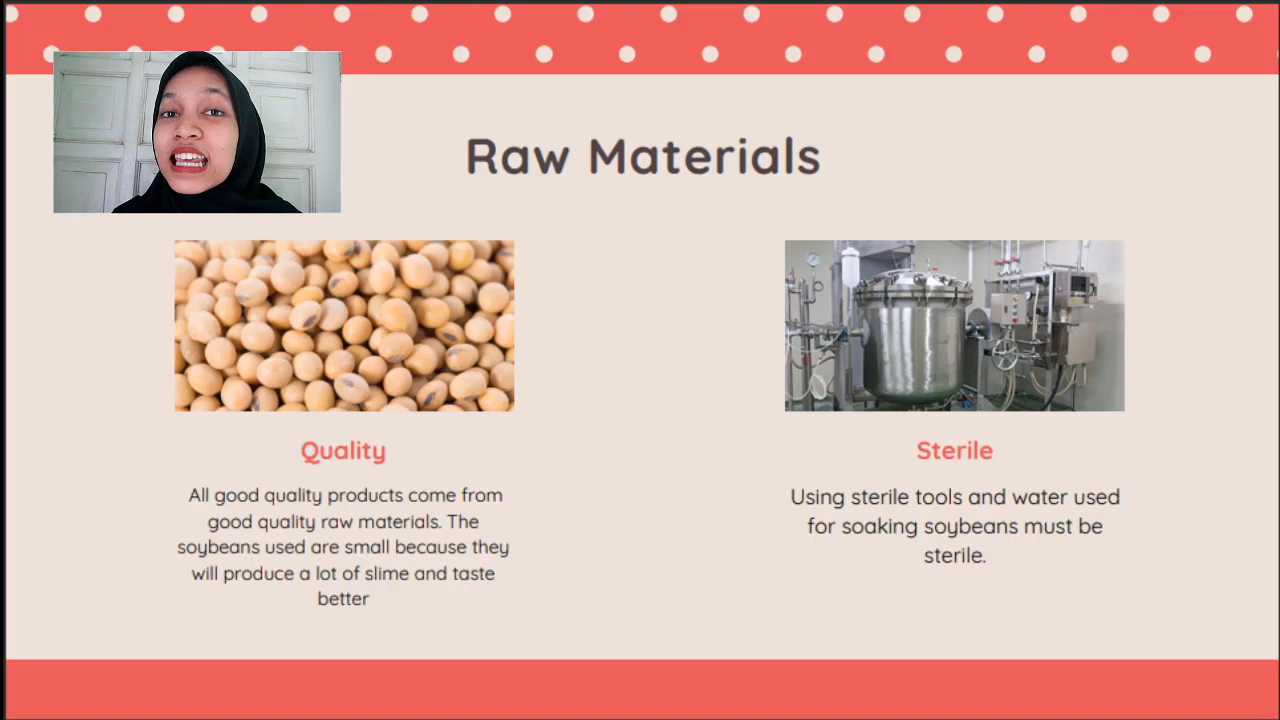 Raw Materials
Quality
All good quality products come from
good quality raw materials. The
soybeans used are small because they
will produce a lot of slime and taste
better
Sterile
Using sterile tools and water used
for soaking soybeans must be
sterile.